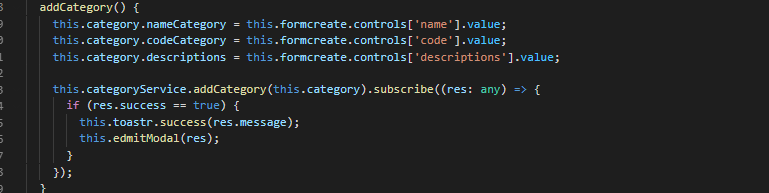 addCategory() {
this.category.nameCategory = this.formcreate.controls['name'].value;
this.category.codeCategory = this.formcreate.controls['code'].value;
this.category.descriptions = this.formcreate.controls['descriptions'].value;
this.categoryService.addCategory(this.category).subscribe((res: any) => {
if (res.success == true) {
this.toastr.success(res.message);
this.edmitModal(res);
}
});
}